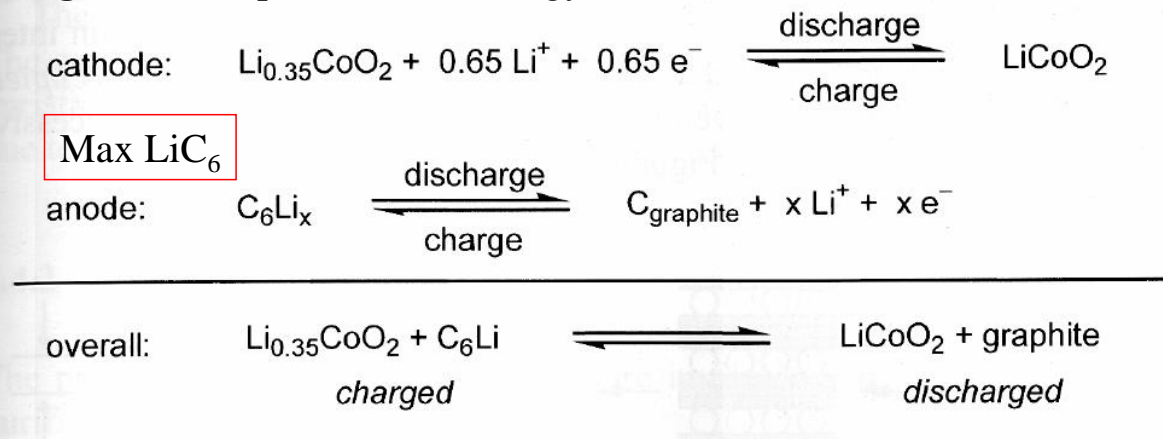 discharge
cathode: Li0.35CoO2 + 0.65 Li+ + 0.65 e− LiCoO2
charge
Max LiC6
discharge
anode: C6Lix Cgraphite + x Li+ + x e−
charge
overall: Li0.35CoO2 + C6Li LiCoO2 + graphite
charged discharged